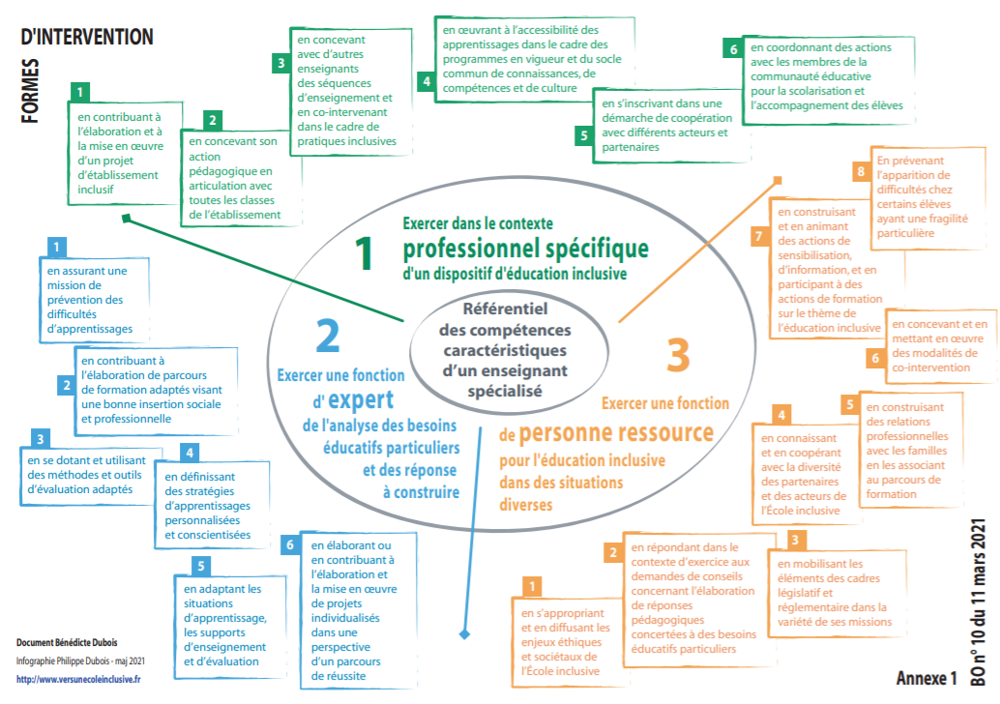 D'INTERVENTION
FORMES
1
en contribuant à
l'élaboration et à
la mise en œuvre
d'un projet
d'établissement
inclusif
2
en concevant son
action
pédagogique en
articulation avec
toutes les classes
de l'établissement
3
en concevant
avec d'autres
enseignants
des séquences
d'enseignement et
en co-intervenant
dans le cadre de
pratiques inclusives
4
en œuvrant à l'accessibilité des
apprentissages dans le cadre des
programmes en vigueur et du socle
commun de connaissances, de
compétences et de culture
5
en s'inscrivant dans une
démarche de coopération
avec différents acteurs et
partenaires
6
en coordonnant des actions
avec les membres de la
communauté éducative
pour la scolarisation et
l'accompagnement des élèves
1
Exercer dans le contexte
professionnel spécifique
d'un dispositif d'éducation inclusive
Référentiel
des compétences
caractéristiques
d'un enseignant
spécialisé
2
Exercer une fonction
d' expert
de l'analyse des besoins
éducatifs particuliers
et des réponse
à construire
3
Exercer une fonction
de personne ressource
pour l'éducation inclusive
dans des situations
diverses
1
en assurant une
mission de
prévention des
difficultés
d'apprentissages
2
en contribuant à
l'élaboration de parcours
de formation adaptés visant
une bonne insertion sociale
et professionnelle
3
en se dotant et utilisant
des méthodes et outils
d'évaluation adaptés
4
en définissant
des stratégies
d'apprentissages
personnalisées
et conscientisées
5
en adaptant les
situations
d'apprentissage,
les supports
d'enseignement
et d'évaluation
6
en élaborant ou
en contribuant à
l'élaboration et
la mise en œuvre
de projets
individualisés
dans une
perspective
d'un parcours
de réussite
1
en s'appropriant
et en diffusant les
enjeux éthiques
et sociétaux de
l'École inclusive
2
en répondant dans le
contexte d'exercice aux
demandes de conseils
concernant l'élaboration
de réponses
pédagogiques
concertées à des besoins
éducatifs particuliers
3
en mobilisant les
éléments des cadres
législatif et
réglementaire dans la
variété de ses missions
4
en connaissant
et en coopérant
avec la diversité
des partenaires
et des acteurs de
l'École inclusive
5
en construisant
des relations
professionnelles
avec les familles
en les associant
au parcours de
formation
6
en concevant et en
mettant en œuvre
des modalités de
co-intervention
7
en construisant
et en animant
des actions de
sensibilisation,
d'information, et en
participant à des
actions de formation
sur le thème de
l'éducation inclusive
8
En prévenant
l'apparition de
difficultés chez
certains élèves
ayant une fragilité
particulière
Document Bénédicte Dubois
Infographie Philippe Dubois - maj 2021
http://www.versunecoleinclusive.fr
Annexe 1
BO n° 10 du 11 mars 2021